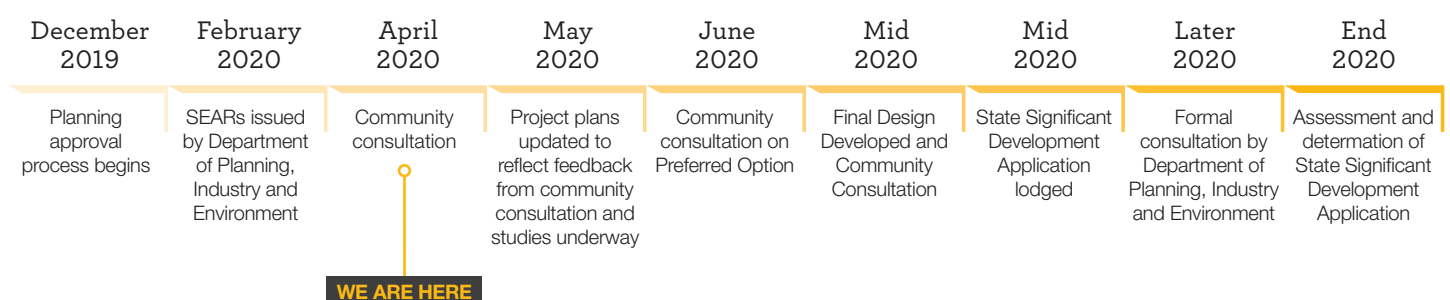 December
2019
Planning
approval
process begins
February
2020
SEARs issued
by Department
of Planning,
Industry and
Environment
April
2020
Community
consultation
WE ARE HERE
May
2020
Project plans
updated to
reflect feedback
from community
consultation and
studies underway
June
2020
Community
consultation on
Preferred Option
Mid
2020
Final Design
Developed and
Community
Consultation
Mid
2020
State Significant
Development
Application
lodged
Later
2020
Formal
consultation by
Department of
Planning, Industry
and Environment
End
2020
Assessment and
determation of
State Significant
Development
Application